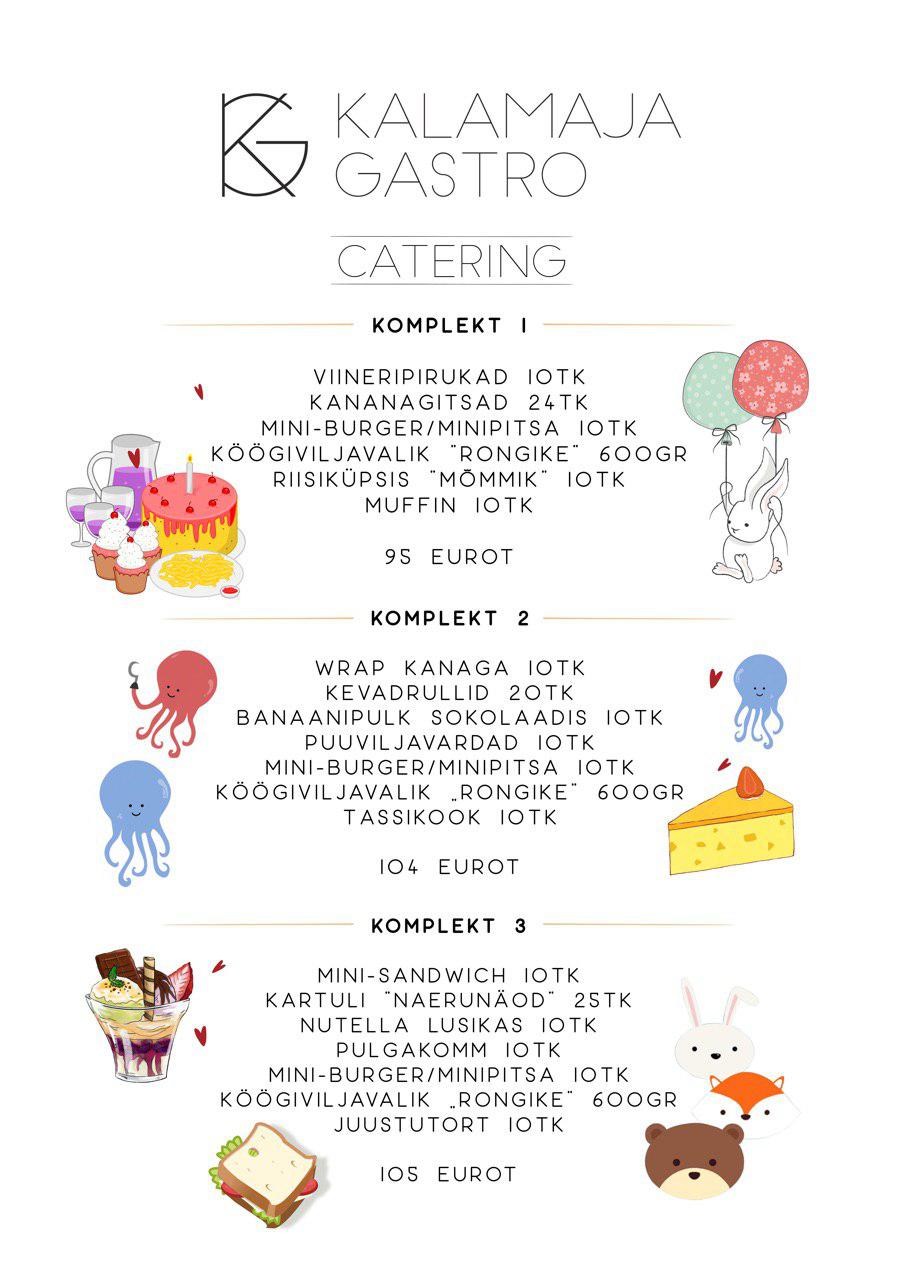 KG KALAMAJA
GASTRO
CATERING
KOMPLEKT 1
VIINERIPIRUKAD 10TK
KANANAGITSAD 24TK
MINI-BURGER/MINIPITSA 10TK
KÖÖGIVILJAVALIK "RONGIKE" 600GR
RIISIKÜPSIS "MÕMMIK" 10TK
MUFFIN 10TK
95 EUROT
KOMPLEKT 2
WRAP KANAGA 10TK
KEVADRULLID 20TK
BANAANIPULK SOKOLAADIS 10TK
PUUVILJAVARDAD 10TK
MINI-BURGER/MINIPITSA 10TK
KÖÖGIVILJAVALIK „RONGIKE" 600GR
TASSIKOOK 10TK
104 EUROT
KOMPLEKT 3
MINI-SANDWICH 10TK
KARTULI "NAERUNÄOD" 25TK
NUTELLA LUSIKAS 10TK
PULGAKOMM 10TK
MINI-BURGER/MINIPITSA 10TK
KÖÖGIVILJAVALIK „RONGIKE" 600GR
JUUSTUTORT 10TK
105 EUROT